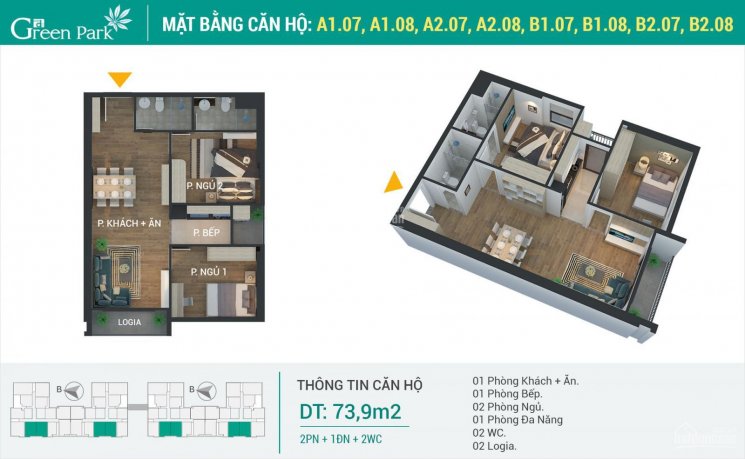 Green Park
MẶT BẰNG CĂN HỘ: A1.07, A1.08, A2.07, A2.08, B1.07, B1.08, B2.07, B2.08
P. NGỦ 2
P. KHÁCH + ĂN
P. BẾP
P. NGỦ 1
LOGIA
B
B
THÔNG TIN CĂN HỘ
DT: 73,9m2
2PN + 1ĐN + 2WC
01 Phòng Khách + Ăn.
01 Phòng Bếp.
02 Phòng Ngủ.
01 Phòng Đa Năng
02 WC.
02 Logia.